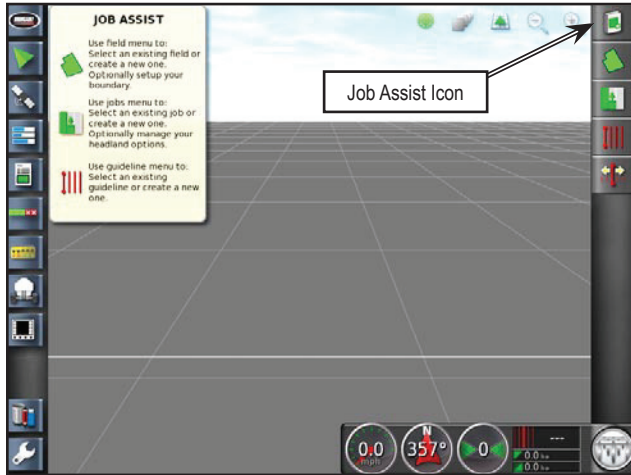 JOB ASSIST
Use field menu to:
Select an existing field or
create a new one.
Optionally setup your
boundary.
Use jobs menu to:
Select an existing job or
create a new one.
Optionally manage your
headland options.
Use guideline menu to:
Select an existing
guideline or create a new
one.
Job Assist Icon
0.0
mph
N
357°
0
---
0.0 ha
0.0 ha